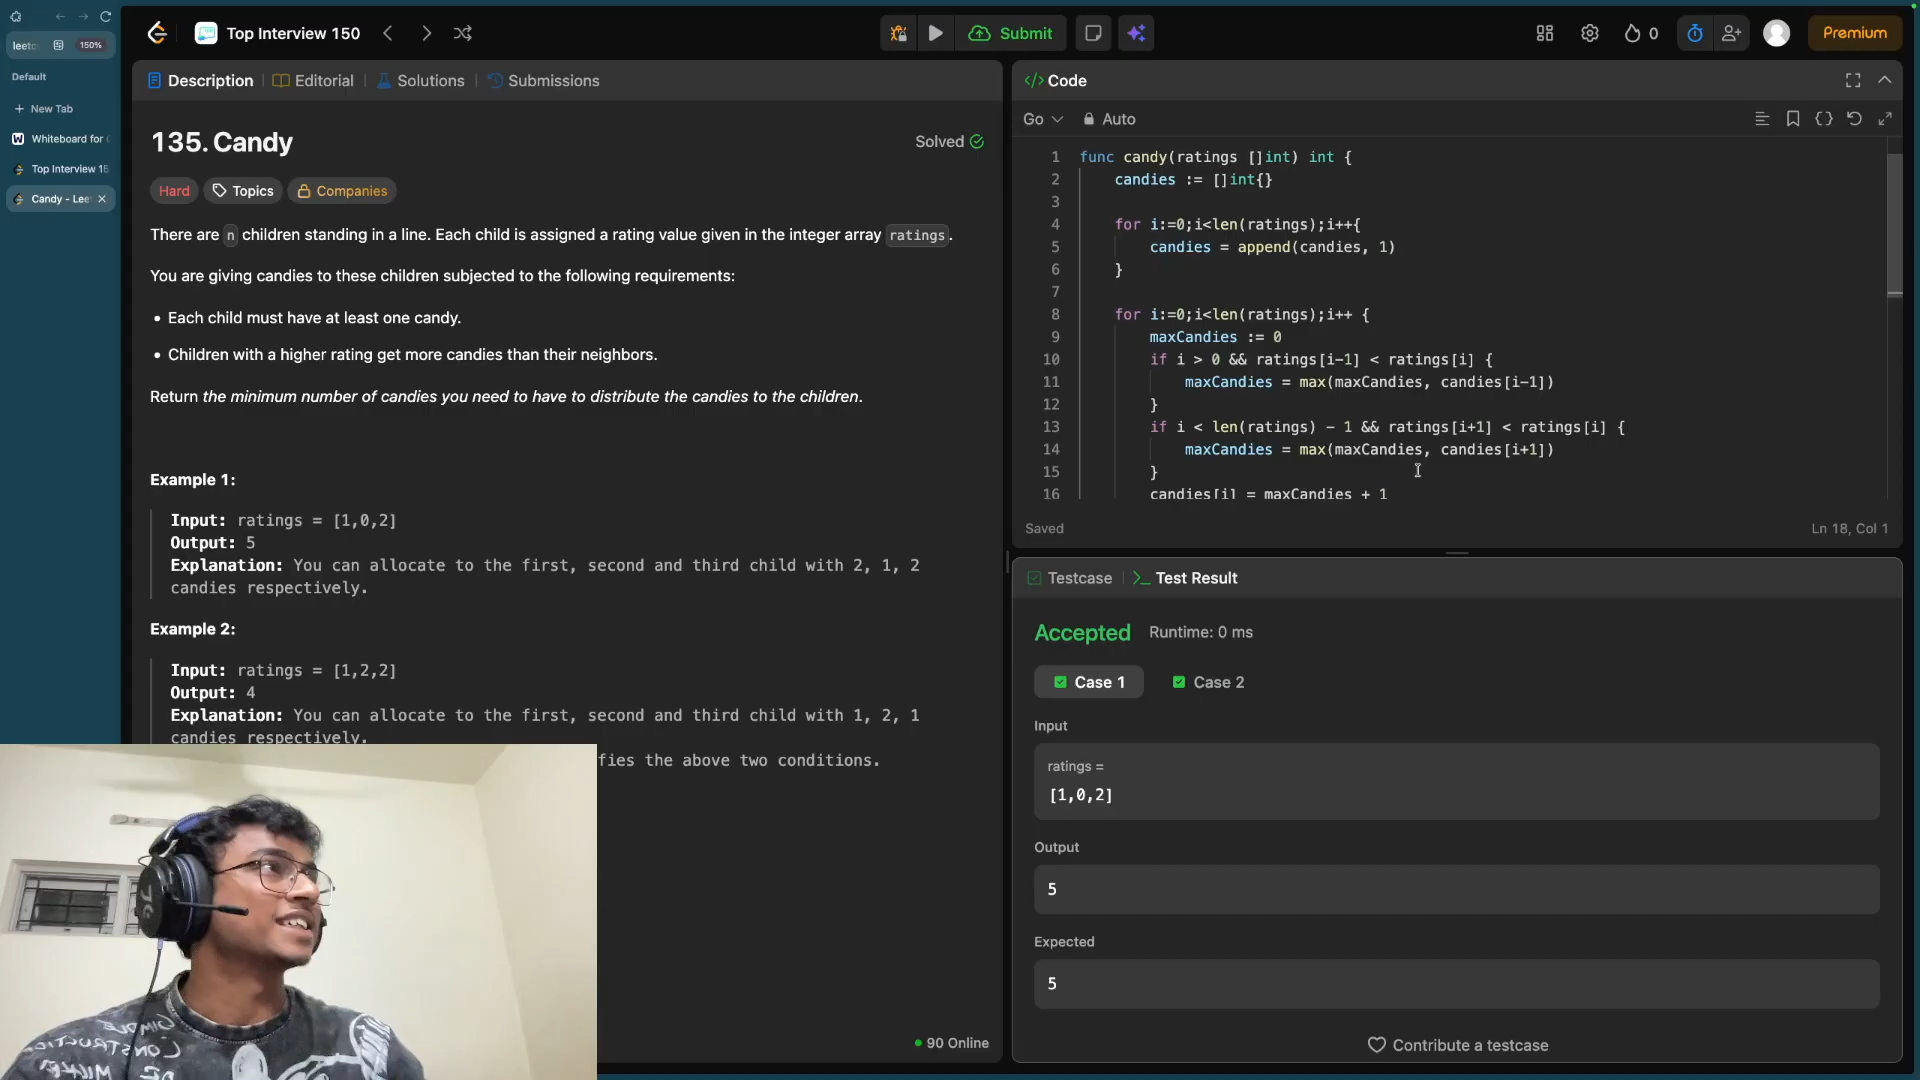 leetc
150%
Default
New Tab
Whiteboard for
Top Interview 15
Candy - Lee
Top Interview 150
Submit
0
Premium
Description
Editorial
Solutions
Submissions
135. Candy
Solved
Hard
Topics
Companies
There are n children standing in a line. Each child is assigned a rating value given in the integer array ratings.
You are giving candies to these children subjected to the following requirements:
• Each child must have at least one candy.
• Children with a higher rating get more candies than their neighbors.
Return the minimum number of candies you need to have to distribute the candies to the children.
Example 1:
Input: ratings = [1,0,2]
Output: 5
Explanation: You can allocate to the first, second and third child with 2, 1, 2
candies respectively.
Example 2:
Input: ratings = [1,2,2]
Output: 4
Explanation: You can allocate to the first, second and third child with 1, 2, 1
candies respectively.
fies the above two conditions.
90 Online
Code
Go
Auto
1 func candy(ratings []int) int {
2 candies := []int{}
3
4 for i:=0;i<len(ratings);i++{
5 candies = append(candies, 1)
6 }
7
8 for i:=0;i<len(ratings);i++ {
9 maxCandies := 0
10 if i > 0 && ratings[i-1] < ratings[i] {
11 maxCandies = max(maxCandies, candies[i-1])
12 }
13 if i < len(ratings) - 1 && ratings[i+1] < ratings[i] {
14 maxCandies = max(maxCandies, candies[i+1])
15 }
16 candies[i] = maxCandies + 1
Saved
Ln 18, Col 1
Testcase
Test Result
Accepted
Runtime: 0 ms
Case 1
Case 2
Input
ratings =
[1,0,2]
Output
5
Expected
5
Contribute a testcase